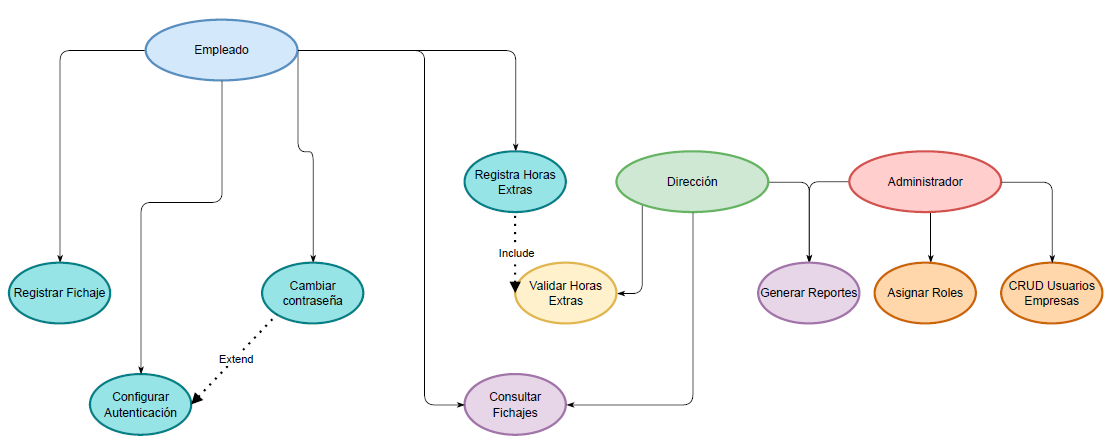 Empleado
Registra Horas
Extras
Dirección
Administrador
Include
Registrar Fichaje
Cambiar
contraseña
Validar Horas
Extras
Generar Reportes
Asignar Roles
CRUD Usuarios
Empresas
Extend
Configurar
Autenticación
Consultar
Fichajes